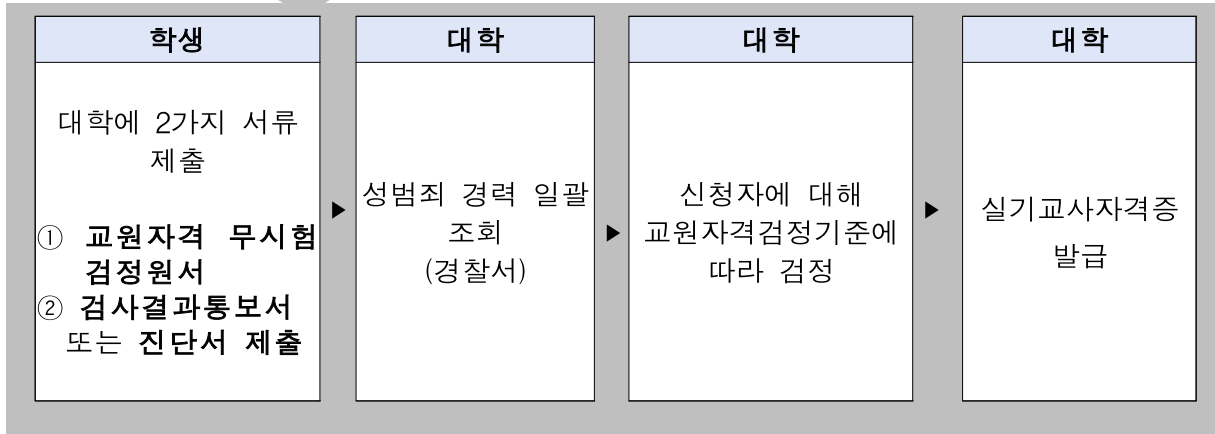 학생
대학에 2가지 서류
제출
① 교원자격 무시험
검정원서
② 검사결과통보서
또는 진단서 제출
▶
대학
성범죄 경력 일괄
조회
(경찰서)
▶
대학
신청자에 대해
교원자격검정기준에
따라 검정
▶
대학
실기교사자격증
발급